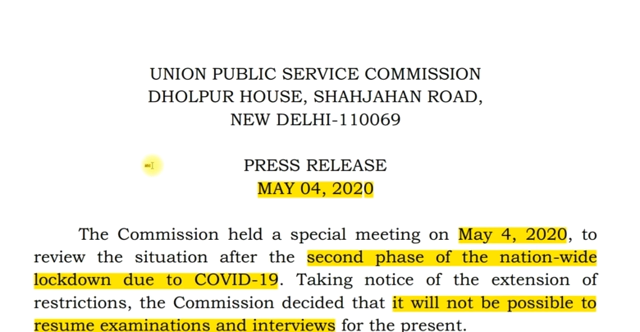 UNION PUBLIC SERVICE COMMISSION
DHOLPUR HOUSE, SHAHJAHAN ROAD,
NEW DELHI-110069
PRESS RELEASE
MAY 04, 2020
The Commission held a special meeting on May 4, 2020, to
review the situation after the second phase of the nation-wide
lockdown due to COVID-19. Taking notice of the extension of
restrictions, the Commission decided that it will not be possible to
resume examinations and interviews for the present.